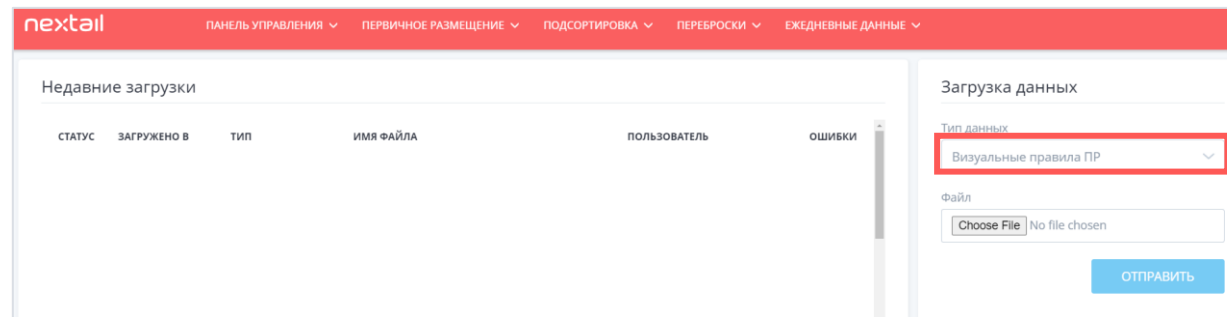 nextail
ПАНЕЛЬ УПРАВЛЕНИЯ ПЕРВИЧНОЕ РАЗМЕЩЕНИЕ ПОДСОРТИРОВКА ПЕРЕБРОСКИ ЕЖЕДНЕВНЫЕ ДАННЫЕ
Недавние загрузки
СТАТУС ЗАГРУЖЕНО В ТИП ИМЯ ФАЙЛА ПОЛЬЗОВАТЕЛЬ ОШИБКИ
Загрузка данных
Тип данных
Визуальные правила ПР
Файл
Choose File No file chosen
ОТПРАВИТЬ